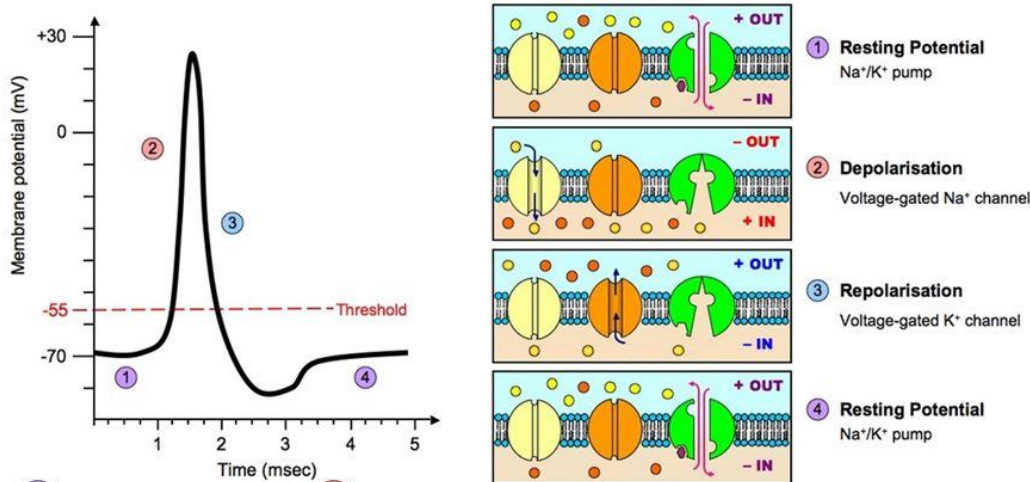 Membrane potential (mV)
+30
0
-55
-70
Threshold
1
2
3
4
1 2 3 4 5
Time (msec)
+ OUT
– IN
1 Resting Potential
Na⁺/K⁺ pump
– OUT
+ IN
2 Depolarisation
Voltage-gated Na⁺ channel
+ OUT
– IN
3 Repolarisation
Voltage-gated K⁺ channel
+ OUT
– IN
4 Resting Potential
Na⁺/K⁺ pump